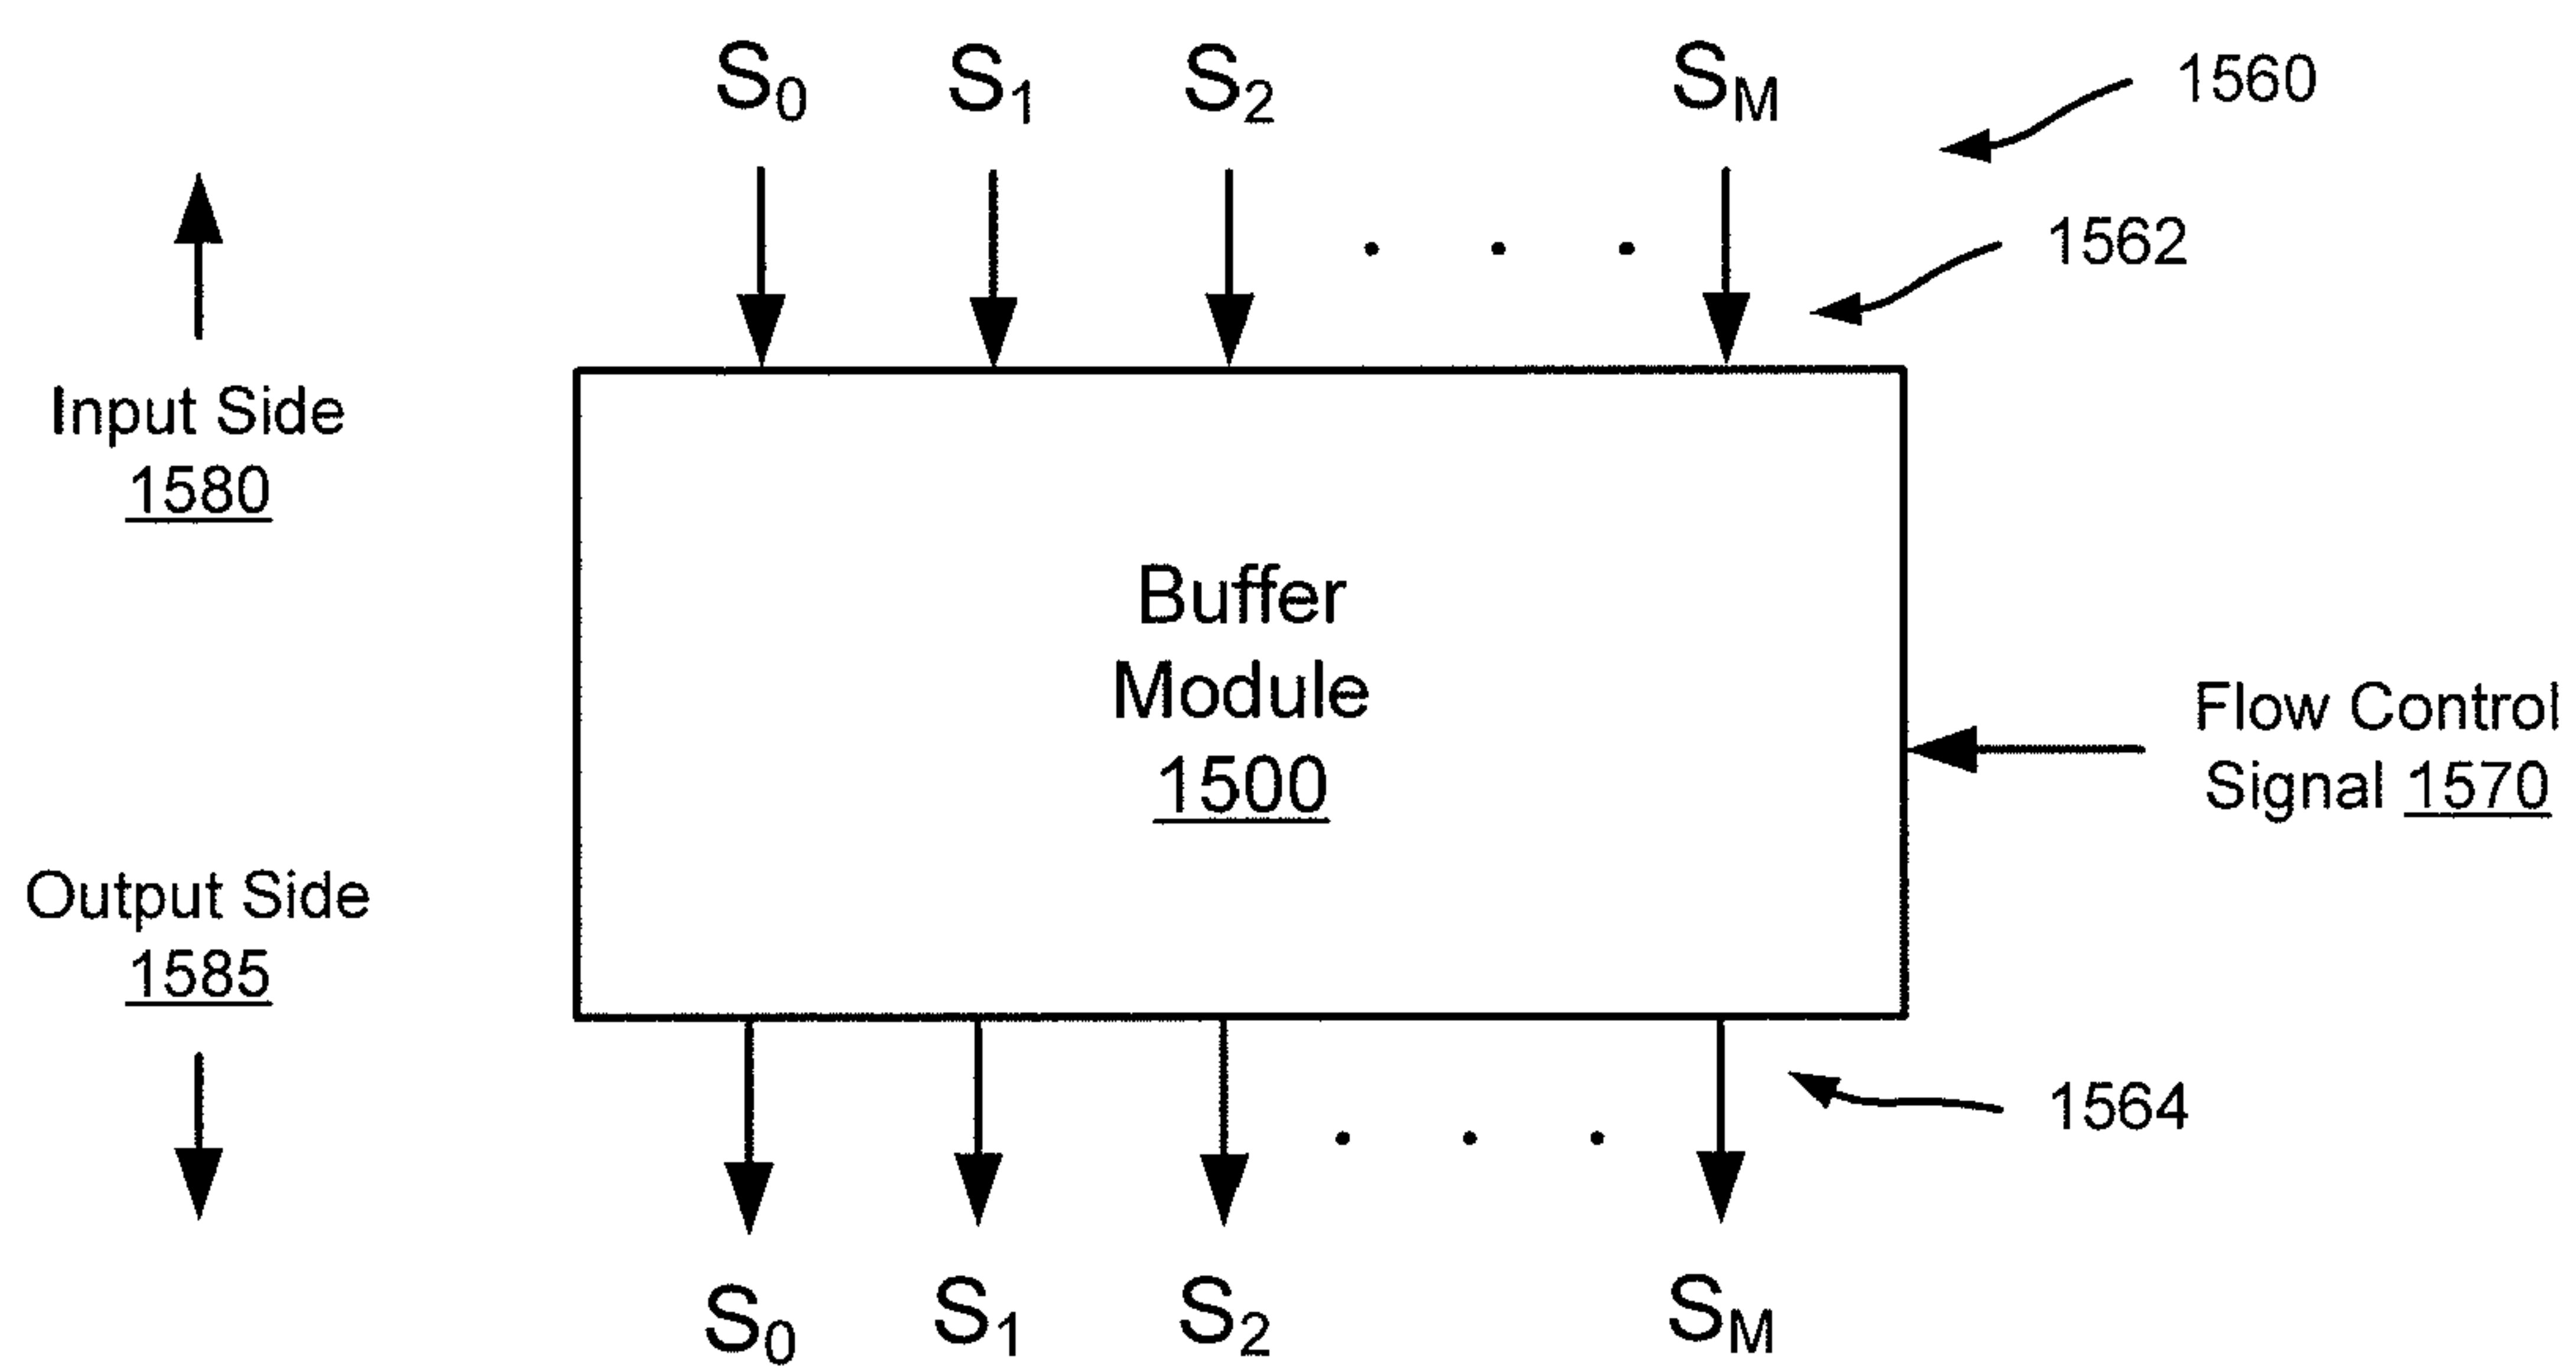 S0 S1 S2 SM 1560
1562
Input Side
1580
Buffer
Module
1500
Flow Control
Signal 1570
Output Side
1585
1564
S0 S1 S2 SM